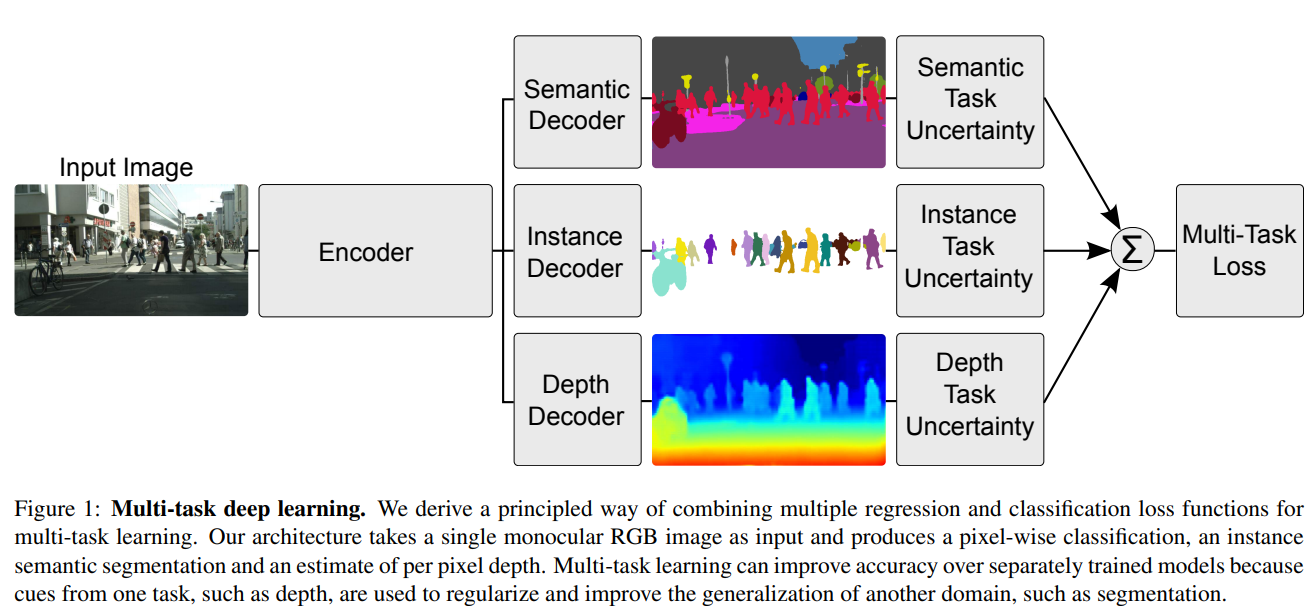 Input Image
Encoder
Semantic
Decoder
Instance
Decoder
Depth
Decoder
Semantic
Task
Uncertainty
Instance
Task
Uncertainty
Depth
Task
Uncertainty
Σ
Multi-Task
Loss
Figure 1: Multi-task deep learning. We derive a principled way of combining multiple regression and classification loss functions for
multi-task learning. Our architecture takes a single monocular RGB image as input and produces a pixel-wise classification, an instance
semantic segmentation and an estimate of per pixel depth. Multi-task learning can improve accuracy over separately trained models because
cues from one task, such as depth, are used to regularize and improve the generalization of another domain, such as segmentation.